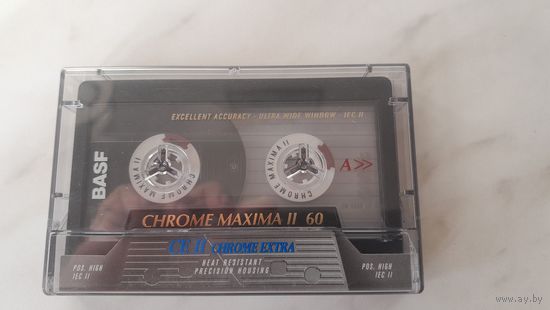 EXCELLENT ACCURACY - ULTRA WIDE WINDOW - IEC II
BASF
CHROME MAXIMA II
CHROME MAXIMA II
A>>
CHROME MAXIMA II 60
CE II CHROME EXTRA
HEAT RESISTANT
PRECISION HOUSING
POS. HIGH
IEC II
POS. HIGH
IEC II
ay.by